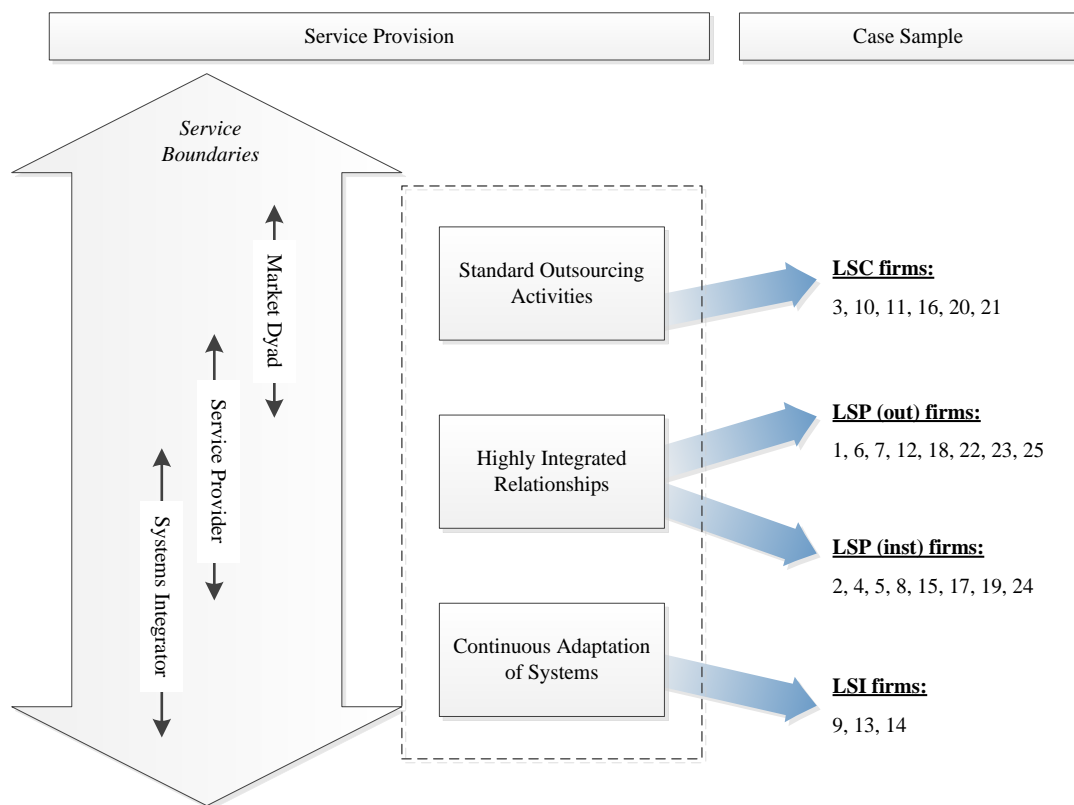 Service Provision
Case Sample
Service
Boundaries
Market Dyad
Service Provider
Systems Integrator
Standard Outsourcing
Activities
Highly Integrated
Relationships
Continuous Adaptation
of Systems
LSC firms:
3, 10, 11, 16, 20, 21
LSP (out) firms:
1, 6, 7, 12, 18, 22, 23, 25
LSP (inst) firms:
2, 4, 5, 8, 15, 17, 19, 24
LSI firms:
9, 13, 14